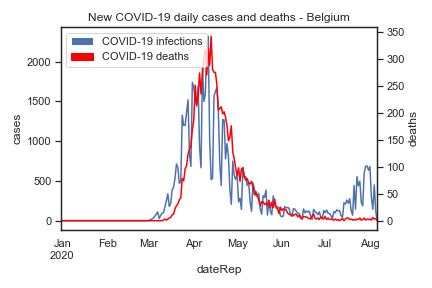 New COVID-19 daily cases and deaths - Belgium
COVID-19 infections
COVID-19 deaths
cases
2000
1500
1000
500
0
deaths
350
300
250
200
150
100
50
0
Jan Feb Mar Apr May Jun Jul Aug
2020
dateRep